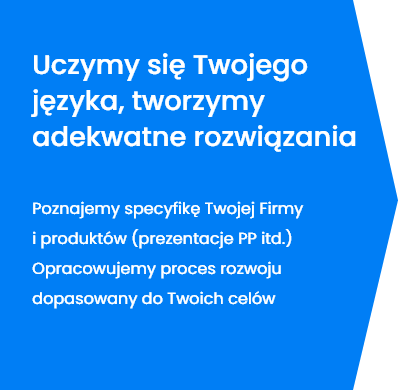 Uczymy się Twojego
języka, tworzymy
adekwatne rozwiązania
Poznajemy specyfikę Twojej Firmy
i produktów (prezentacje PP itd.)
Opracowujemy proces rozwoju
dopasowany do Twoich celów